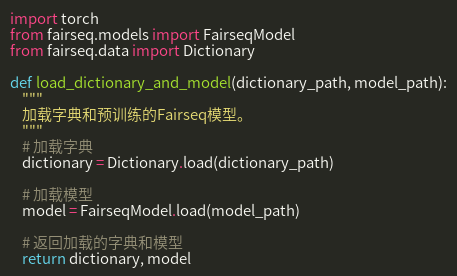 import torch
from fairseq.models import FairseqModel
from fairseq.data import Dictionary
def load_dictionary_and_model(dictionary_path, model_path):
"""
加载字典和预训练的Fairseq模型。
"""
# 加载字典
dictionary = Dictionary.load(dictionary_path)
# 加载模型
model = FairseqModel.load(model_path)
# 返回加载的字典和模型
return dictionary, model